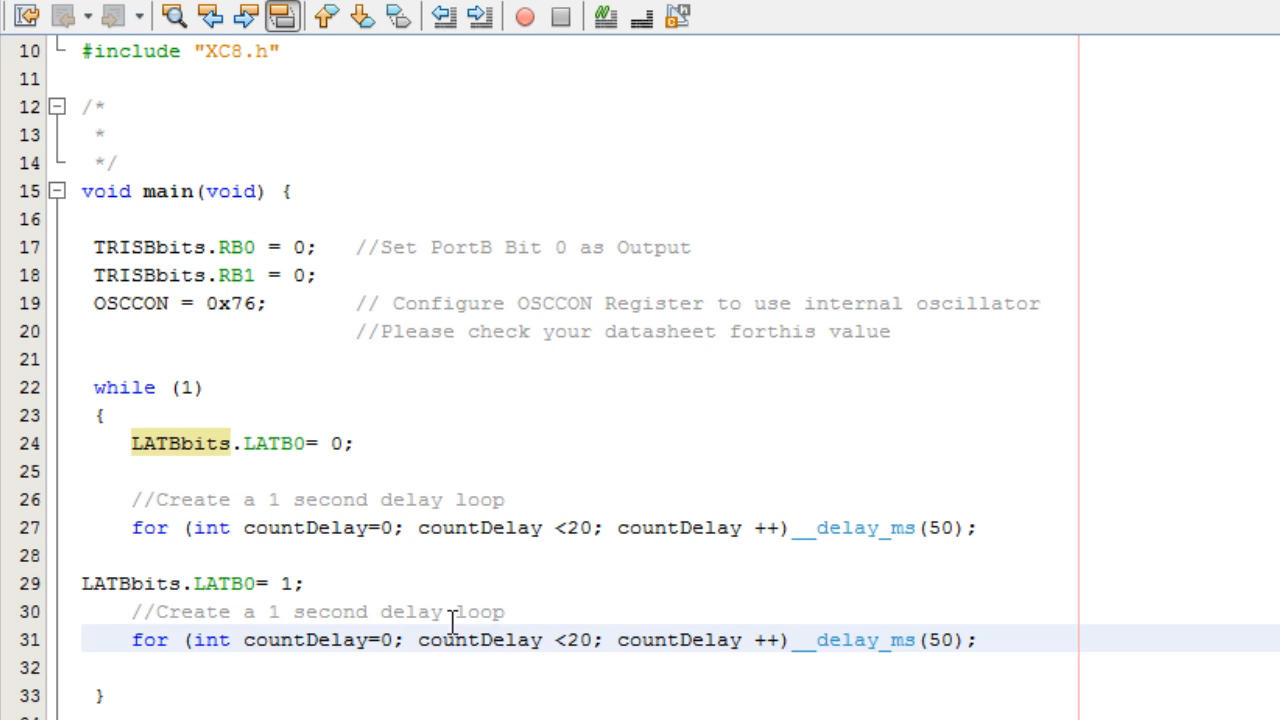 10 #include "XC8.h"
11
12 /*
13 *
14 */
15 void main(void) {
16
17 TRISBbits.RB0 = 0; //Set PortB Bit 0 as Output
18 TRISBbits.RB1 = 0;
19 OSCCON = 0x76; // Configure OSCCON Register to use internal oscillator
20 //Please check your datasheet forthis value
21
22 while (1)
23 {
24 LATBbits.LATB0= 0;
25
26 //Create a 1 second delay loop
27 for (int countDelay=0; countDelay <20; countDelay ++)__delay_ms(50);
28
29 LATBbits.LATB0= 1;
30 //Create a 1 second delay loop
31 for (int countDelay=0; countDelay <20; countDelay ++)__delay_ms(50);
32
33 }